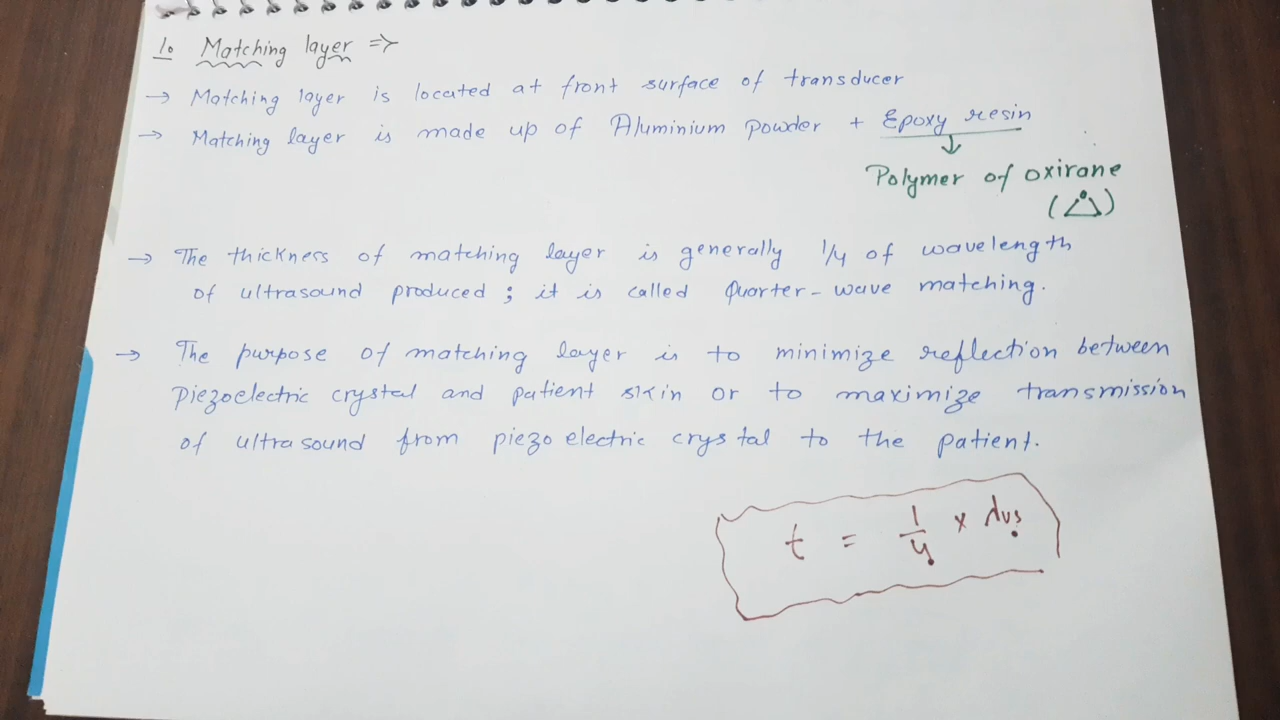 1. Matching layer ⇒
→ Matching layer is located at front surface of transducer
→ Matching layer is made up of Aluminium powder + Epoxy resin
↓
Polymer of oxirane
(△)
→ The thickness of matching layer is generally 1/4 of wavelength
of ultrasound produced ; it is called Quarter-wave matching.
→ The purpose of matching layer is to minimize reflection between
piezoelectric crystal and patient skin or to maximize transmission
of ultrasound from piezoelectric crystal to the patient.
t = 1/4 × λus